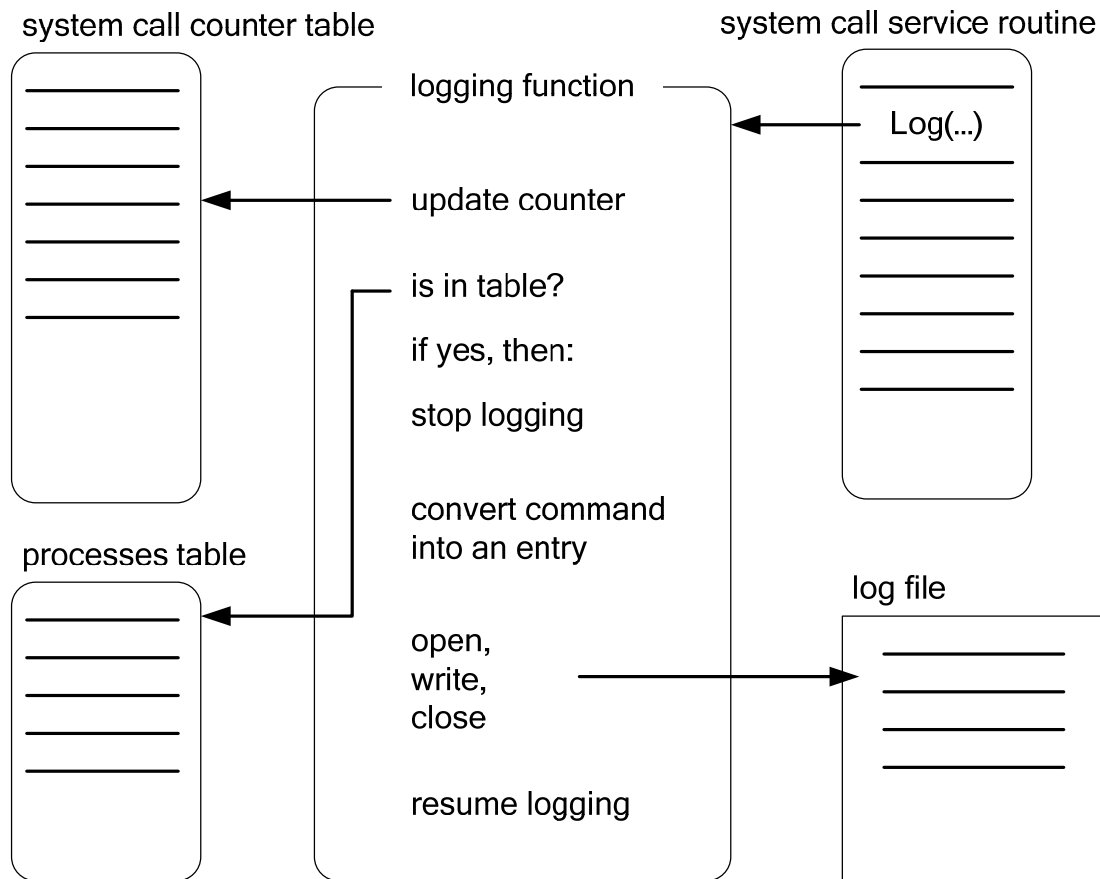 system call counter table
system call service routine
logging function
Log(...)
update counter
is in table?
if yes, then:
stop logging
convert command
into an entry
processes table
log file
open,
write,
close
resume logging